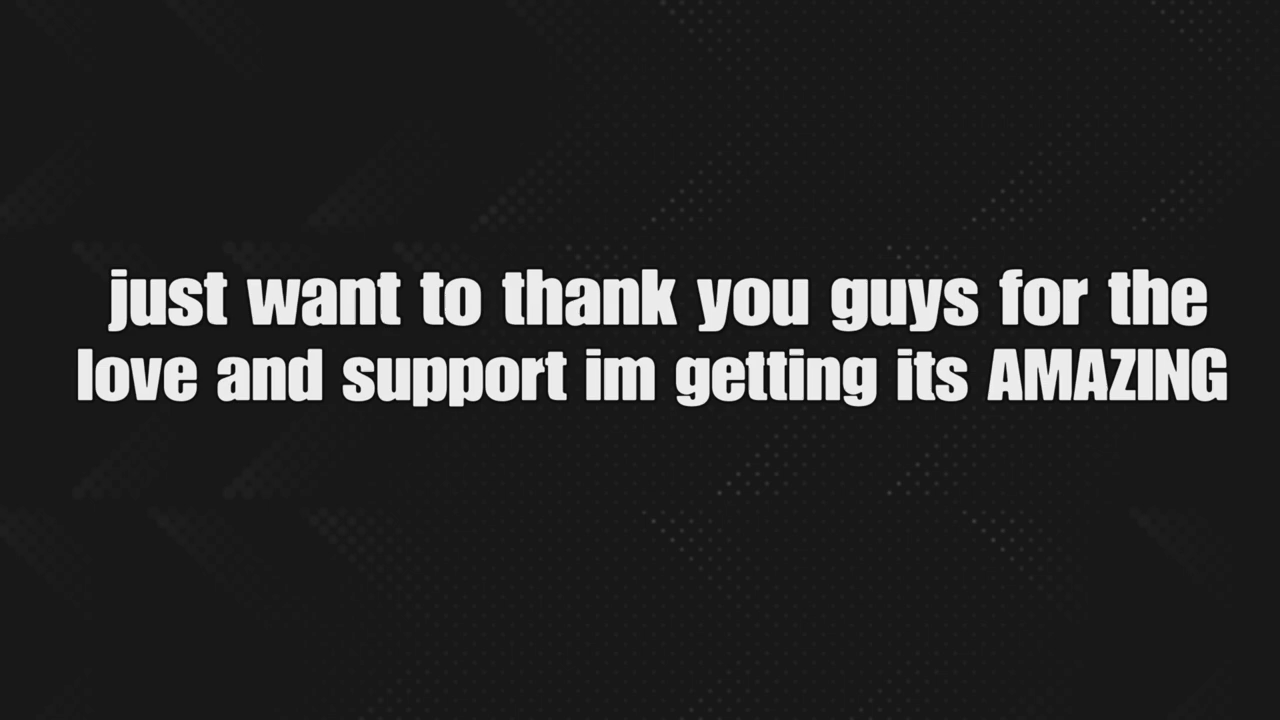 just want to thank you guys for the
love and support im getting its AMAZING